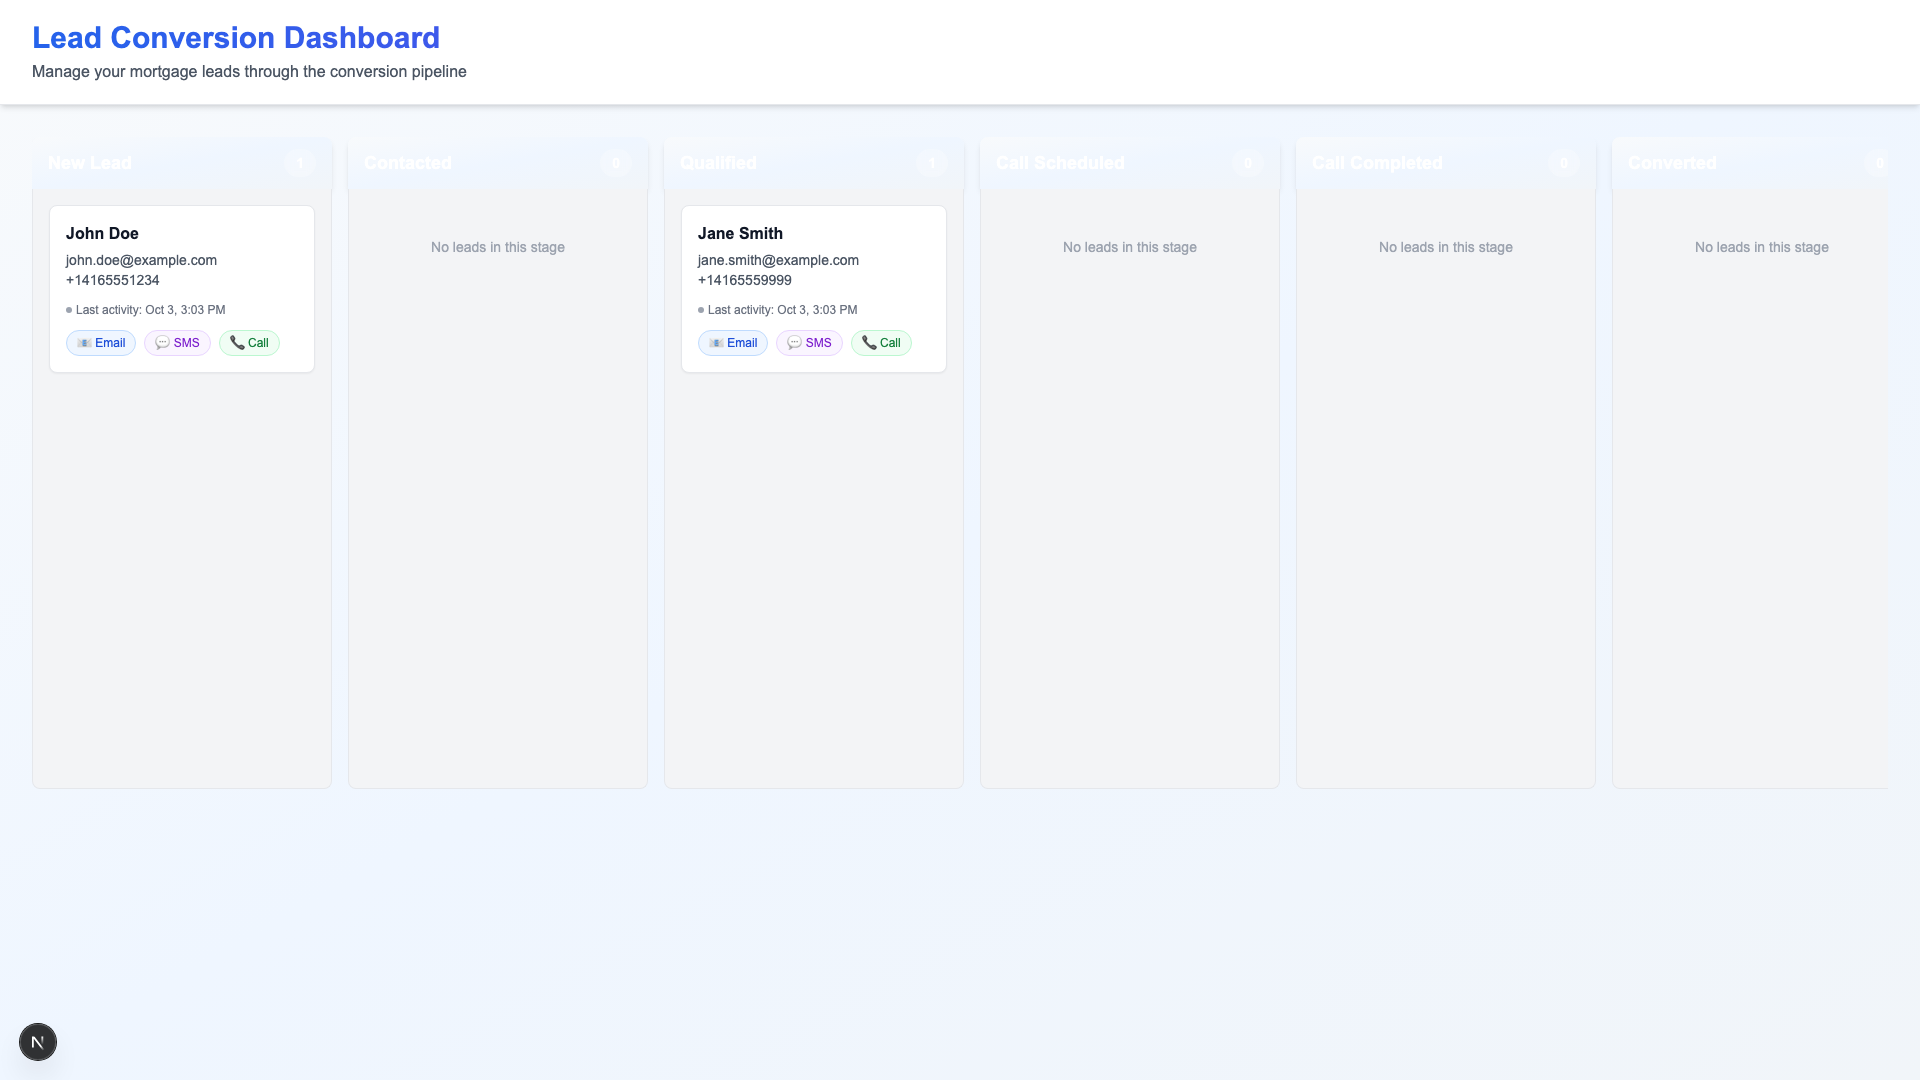 Lead Conversion Dashboard
Manage your mortgage leads through the conversion pipeline
New Lead 1
John Doe
john.doe@example.com
+14165551234
Last activity: Oct 3, 3:03 PM
Email SMS Call
Contacted 0
No leads in this stage
Qualified 1
Jane Smith
jane.smith@example.com
+14165559999
Last activity: Oct 3, 3:03 PM
Email SMS Call
Call Scheduled 0
No leads in this stage
Call Completed 0
No leads in this stage
Converted 0
No leads in this stage
N